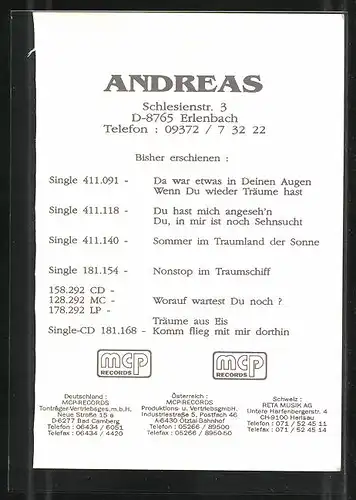 ANDREAS
Schlesienstr. 3
D-8765 Erlenbach
Telefon : 09372 / 7 32 22
Bisher erschienen :
Single 411.091 - Da war etwas in Deinen Augen
Wenn Du wieder Träume hast
Single 411.118 - Du hast mich angeseh'n
Du, in mir ist noch Sehnsucht
Single 411.140 - Sommer im Traumland der Sonne
Single 181.154 - Nonstop im Traumschiff
158.292 CD -
128.292 MC - Worauf wartest Du noch ?
178.292 LP -
Träume aus Eis
Single-CD 181.168 - Komm flieg mit mir dorthin
mcp
RECORDS
mcp
RECORDS
Deutschland :
MCP-RECORDS
Tonträger-Vertriebsges.m.b.H.
Neue Straße 15 a
D-6277 Bad Camberg
Telefon : 06434 / 6051
Telefax : 06434 / 4420
Österreich :
MCP-RECORDS
Produktions- u. VertriebsgmbH.
Industriestraße 5, Postfach 46
A-6430 Ötztal-Bahnhof
Telefon : 05266 / 8900
Telefax : 05266 / 8950-50
Schweiz :
RETA MUSIK AG
Untere Harfenbergerstr. 4
CH-9100 Herisau
Telefon : 071 / 52 45 11
Telefax : 071 / 52 45 14